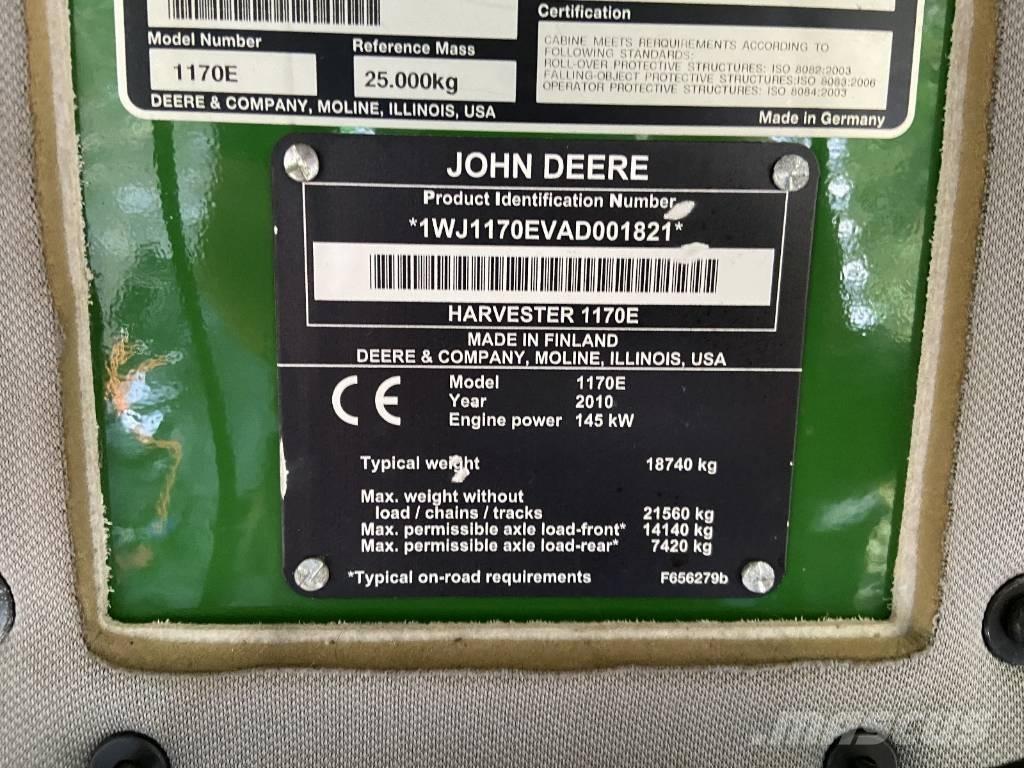 Model Number
1170E
Reference Mass
25.000kg
DEERE & COMPANY, MOLINE, ILLINOIS, USA
Certification
CABINE MEETS RERQUIREMENTS ACCORDING TO
FOLLOWING STANDARDS:
ROLL-OVER PROTECTIVE STRUCTURES: ISO 8082:2003
FALLING-OBJECT PROTECTIVE STRUCTURES:ISO 8083:2006
OPERATOR PROTECTIVE STRUCTURES: ISO 8084:2003
Made in Germany
JOHN DEERE
Product Identification Number
*1WJ1170EVAD001821*
HARVESTER 1170E
MADE IN FINLAND
DEERE & COMPANY, MOLINE, ILLINOIS, USA
CE
Model 1170E
Year 2010
Engine power 145 kW
Typical weight 18740 kg
Max. weight without
load / chains / tracks 21560 kg
Max. permissible axle load-front* 14140 kg
Max. permissible axle load-rear* 7420 kg
*Typical on-road requirements F656279b
MASCUS